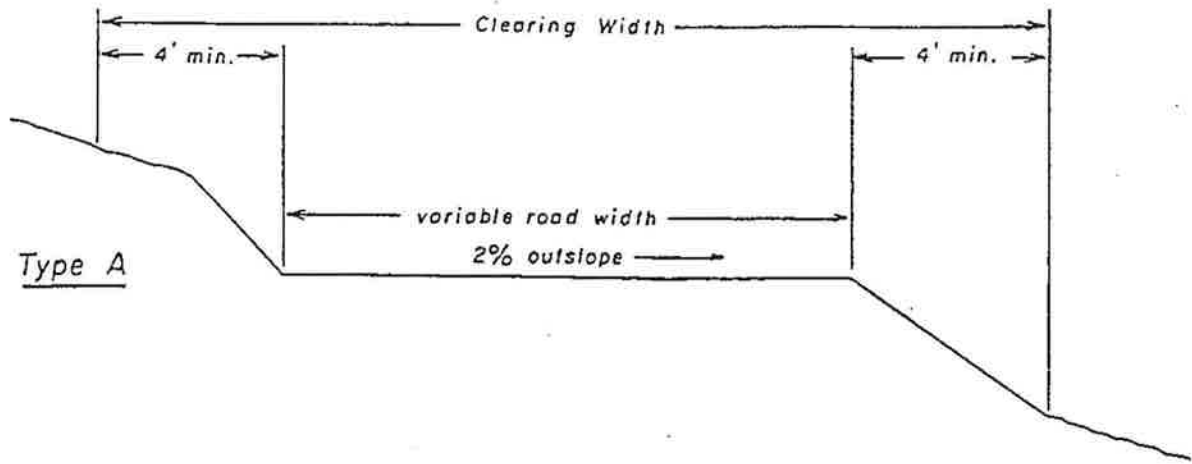 Clearing Width
4' min.
4' min.
variable road width
2% outslope
Type A